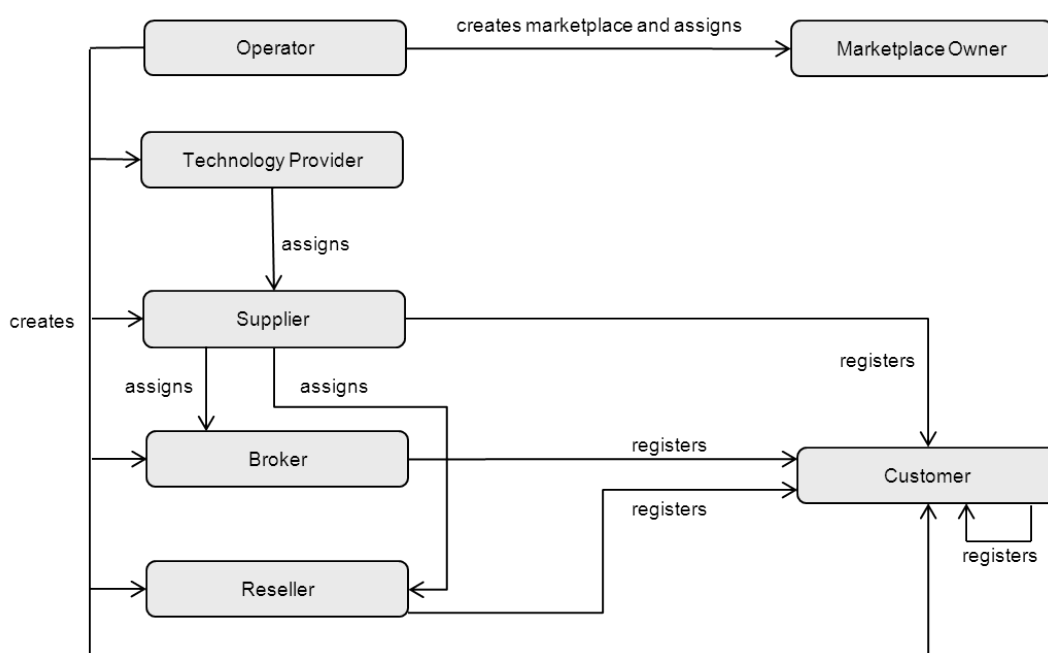 creates marketplace and assigns
Operator
Marketplace Owner
Technology Provider
assigns
Supplier
creates
registers
assigns
assigns
Broker
registers
Customer
registers
registers
Reseller